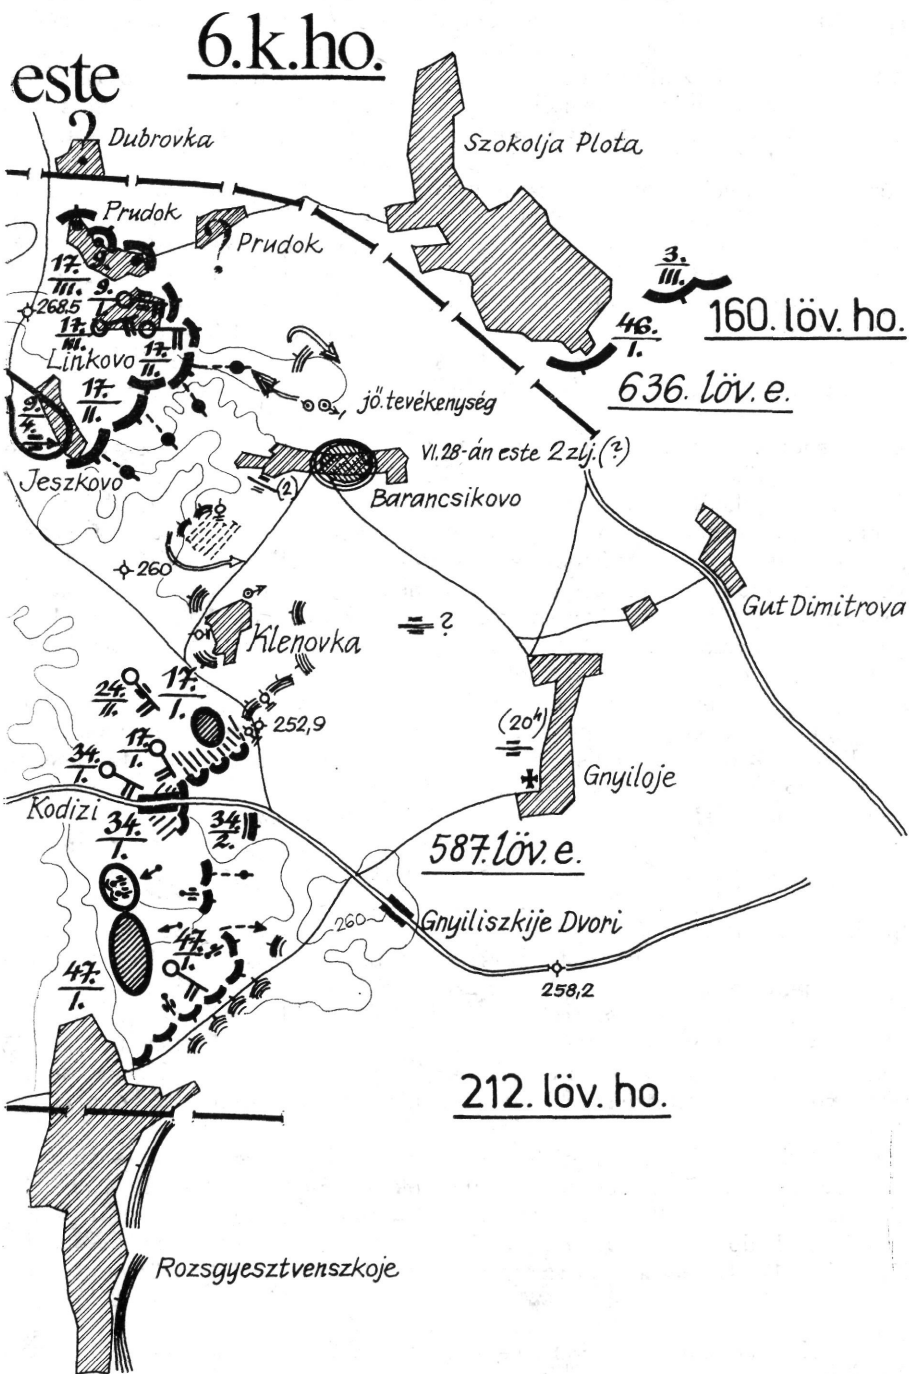 6.k.ho.
este
?
Dubrovka
Szokolja Plota
Prudok
?
Prudok
17.
III.
9.
268.5
9.
I.
17.
III.
Linkovo
17.
II.
3.
III.
46.
I.
160. löv. ho.
636. löv. e.
17.
II.
9.
4.
jő. tevékenység
Jeszkovo
VI. 28-án este 2 zlj. (?)
(2)
Barancsikovo
260
Klenovka
?
Gut Dimitrova
24.
II.
17.
I.
252,9
(20ʰ)
17.
I.
34.
I.
Gnyiloje
Kodizi
34.
I.
34.
2.
587. löv. e.
260
Gnyiliszkije Dvori
47.
I.
47.
I.
258,2
212. löv. ho.
Rozsgyesztvenszkoje